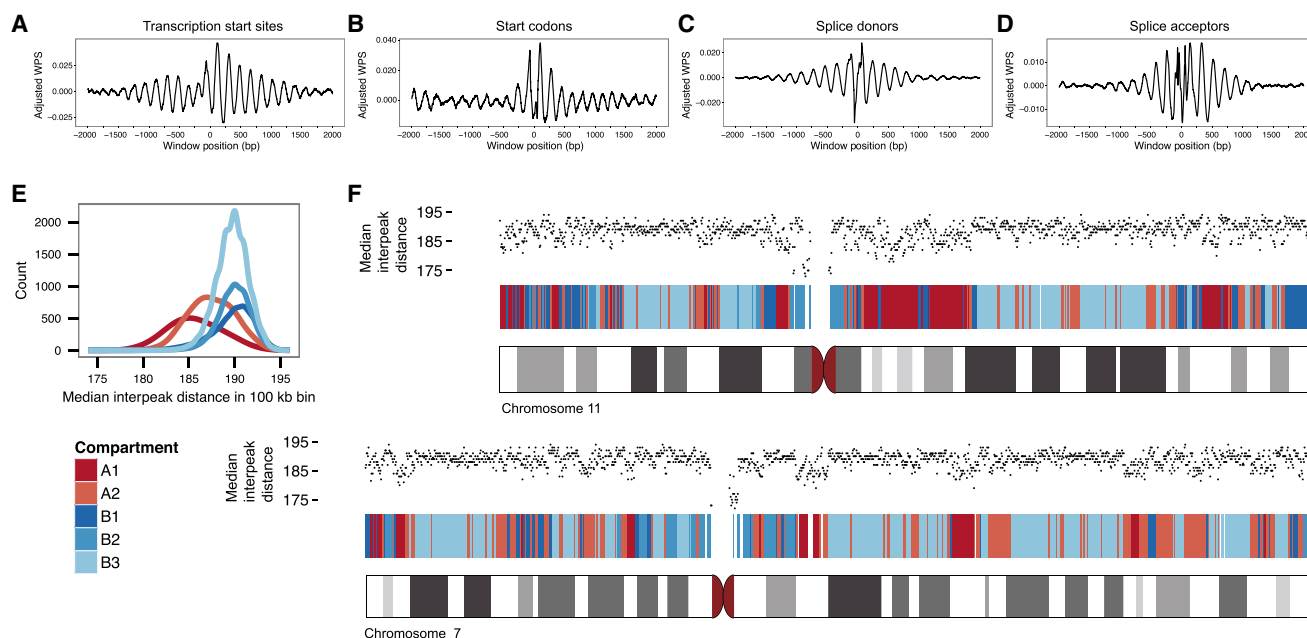 A
Transcription start sites
Adjusted WPS
0.025
0.000
−0.025
−2000 −1500 −1000 −500 0 500 1000 1500 2000
Window position (bp)
B
Start codons
Adjusted WPS
0.040
0.000
−2000 −1500 −1000 −500 0 500 1000 1500 2000
Window position (bp)
C
Splice donors
Adjusted WPS
0.020
0.000
−0.020
−2000 −1500 −1000 −500 0 500 1000 1500 2000
Window position (bp)
D
Splice acceptors
Adjusted WPS
0.010
0.000
−0.010
−2000 −1500 −1000 −500 0 500 1000 1500
Window position (bp)
E
Count
2000
1500
1000
500
0
175 180 185 190 195
Median interpeak distance in 100 kb bin
Compartment
A1
A2
B1
B2
B3
F
Median
interpeak
distance
195
185
175
Chromosome 11
Median
interpeak
distance
195
185
175
Chromosome 7